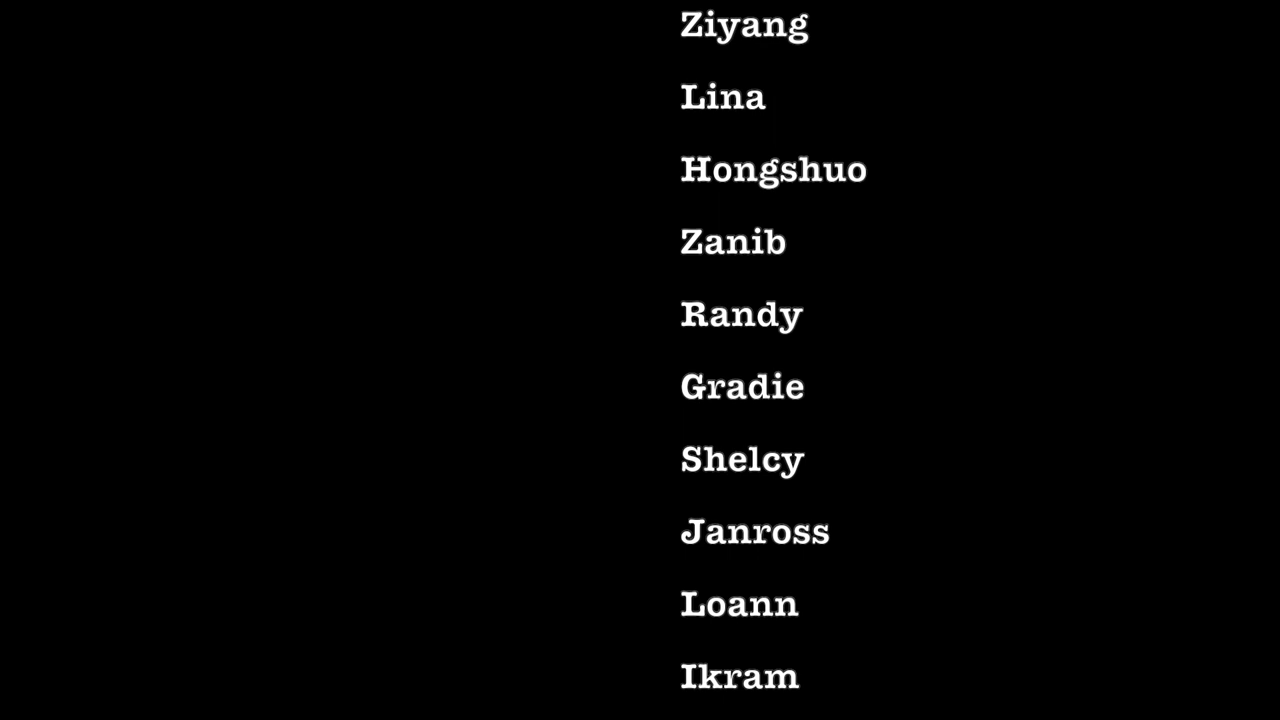 Ziyang
Lina
Hongshuo
Zanib
Randy
Gradie
Shelcy
Janross
Loann
Ikram